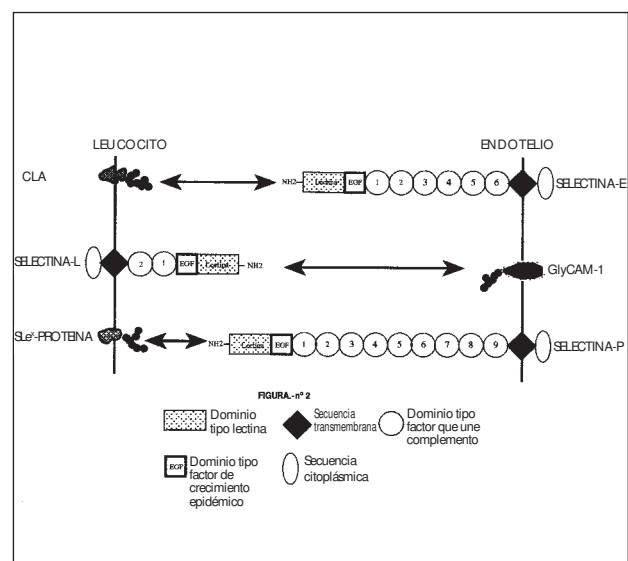 LEUCOCITO
ENDOTELIO
CLA
NH2
Lectina
EGF
1
2
3
4
5
6
SELECTINA-E
SELECTINA-L
2
1
EGF
Lectina
NH2
GlyCAM-1
SLeˣ-PROTEINA
NH2
Lectina
EGF
1
2
3
4
5
6
7
8
9
SELECTINA-P
FIGURA.-nº 2
Dominio
tipo lectina
Secuencia
transmembrana
Dominio tipo
factor que une
complemento
EGF
Dominio tipo
factor de
crecimiento
epidémico
Secuencia
citoplásmica